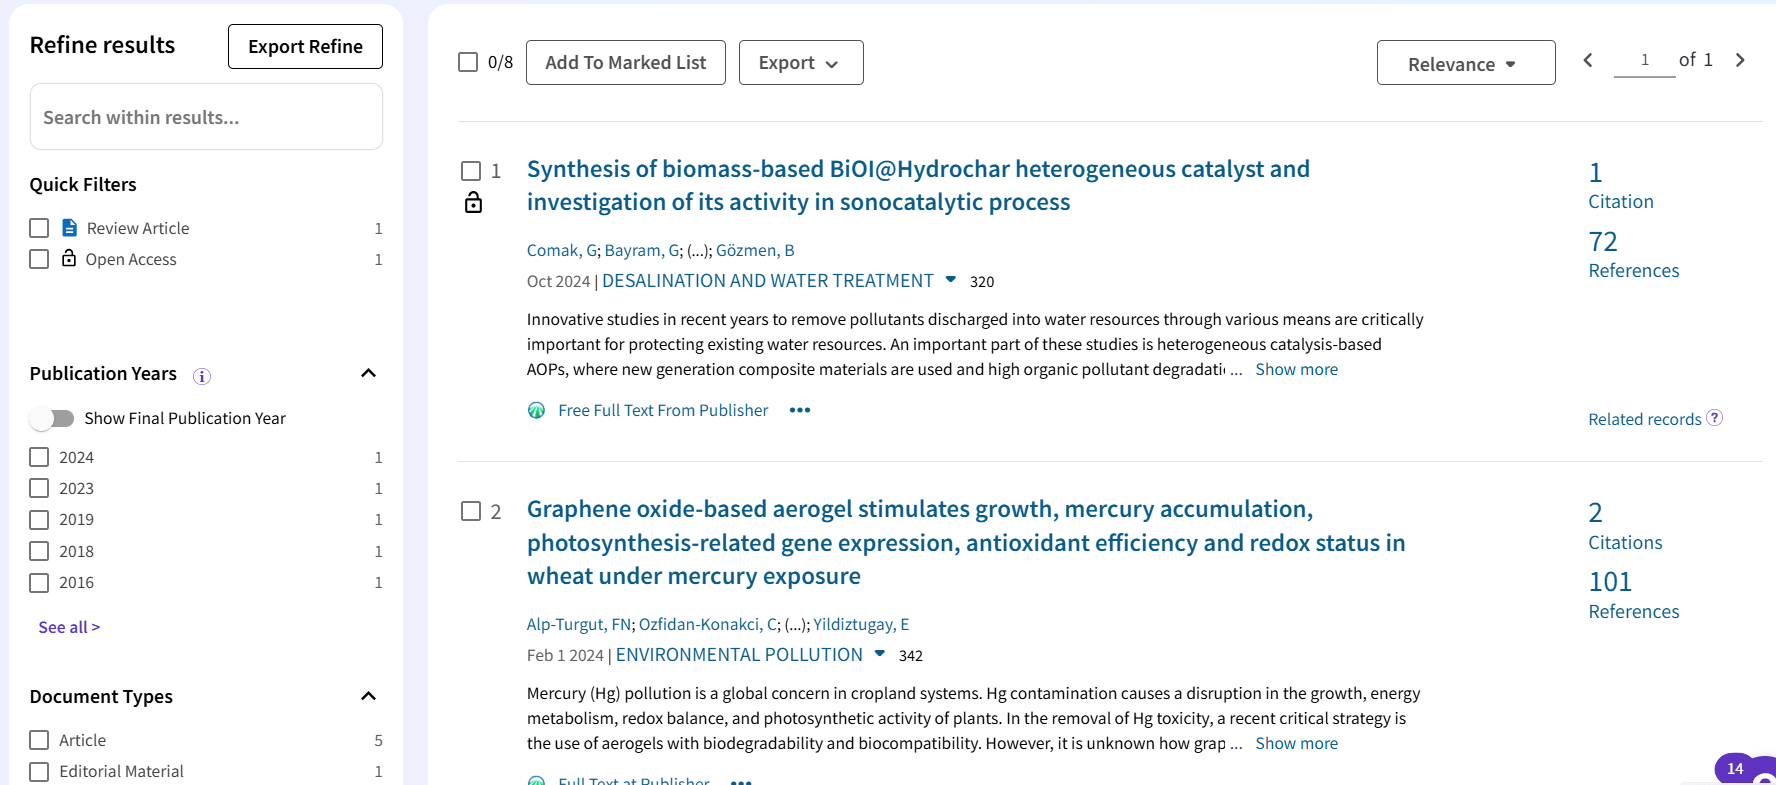 Refine results
Export Refine
Search within results...
Quick Filters
Review Article 1
Open Access 1
Publication Years
Show Final Publication Year
2024 1
2023 1
2019 1
2018 1
2016 1
See all >
Document Types
Article 5
Editorial Material 1
0/8
Add To Marked List
Export
Relevance
1 of 1
1
Synthesis of biomass-based BiOI@Hydrochar heterogeneous catalyst and
investigation of its activity in sonocatalytic process
Comak, G; Bayram, G; (...); Gözmen, B
Oct 2024 | DESALINATION AND WATER TREATMENT 320
Innovative studies in recent years to remove pollutants discharged into water resources through various means are critically
important for protecting existing water resources. An important part of these studies is heterogeneous catalysis-based
AOPs, where new generation composite materials are used and high organic pollutant degradati ... Show more
Free Full Text From Publisher
1
Citation
72
References
Related records ?
2
Graphene oxide-based aerogel stimulates growth, mercury accumulation,
photosynthesis-related gene expression, antioxidant efficiency and redox status in
wheat under mercury exposure
Alp-Turgut, FN; Ozfidan-Konakci, C; (...); Yildiztugay, E
Feb 1 2024 | ENVIRONMENTAL POLLUTION 342
Mercury (Hg) pollution is a global concern in cropland systems. Hg contamination causes a disruption in the growth, energy
metabolism, redox balance, and photosynthetic activity of plants. In the removal of Hg toxicity, a recent critical strategy is
the use of aerogels with biodegradability and biocompatibility. However, it is unknown how grap ... Show more
Full Text at Publisher
2
Citations
101
References
14